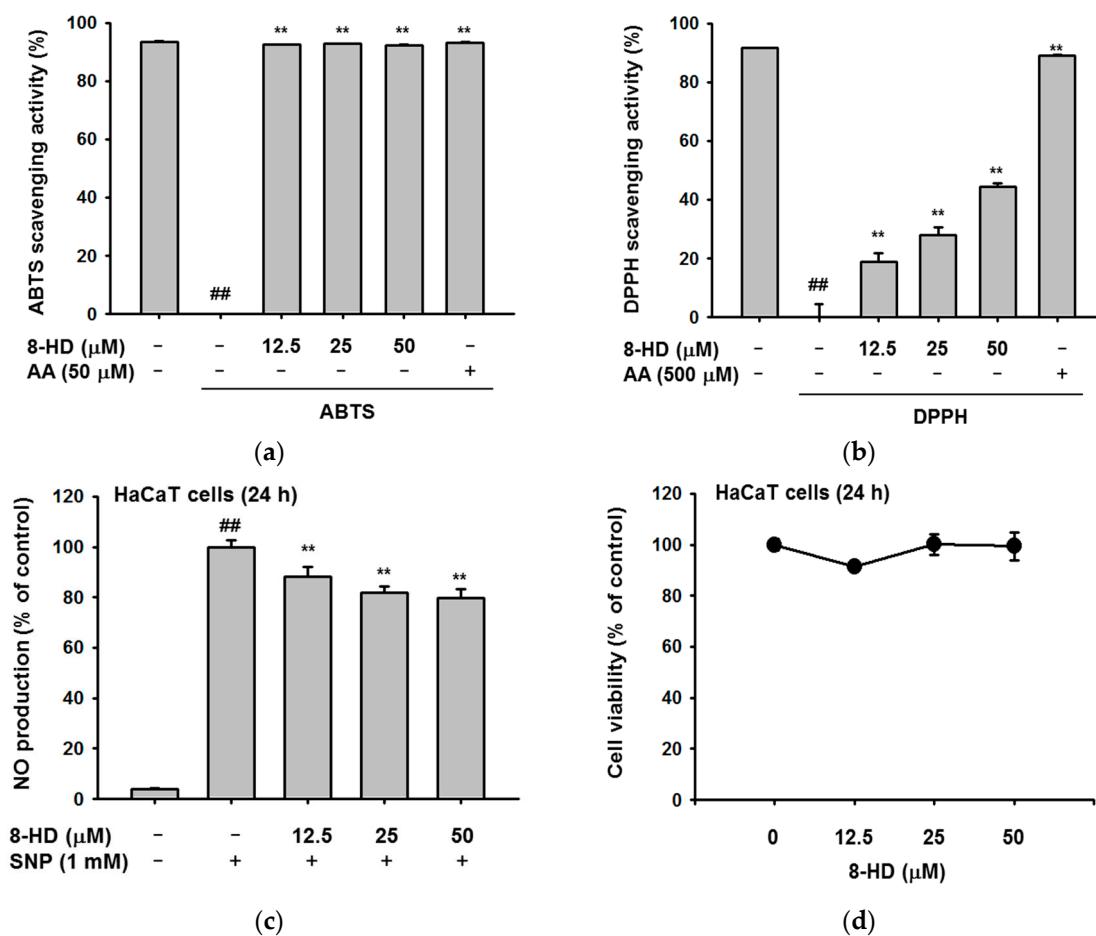 ABTS scavenging activity (%)
100
80
60
40
20
0
## ** ** ** **
8-HD (μM) − − 12.5 25 50 −
AA (50 μM) − − − − − +
ABTS
(a)
DPPH scavenging activity (%)
100
80
60
40
20
0
## ** ** ** **
8-HD (μM) − − 12.5 25 50 −
AA (500 μM) − − − − − +
DPPH
(b)
NO production (% of control)
HaCaT cells (24 h)
120
100
80
60
40
20
0
## ** ** **
8-HD (μM) − − 12.5 25 50
SNP (1 mM) − + + + +
(c)
Cell viability (% of control)
HaCaT cells (24 h)
120
100
80
60
40
20
0
0 12.5 25 50
8-HD (μM)
(d)